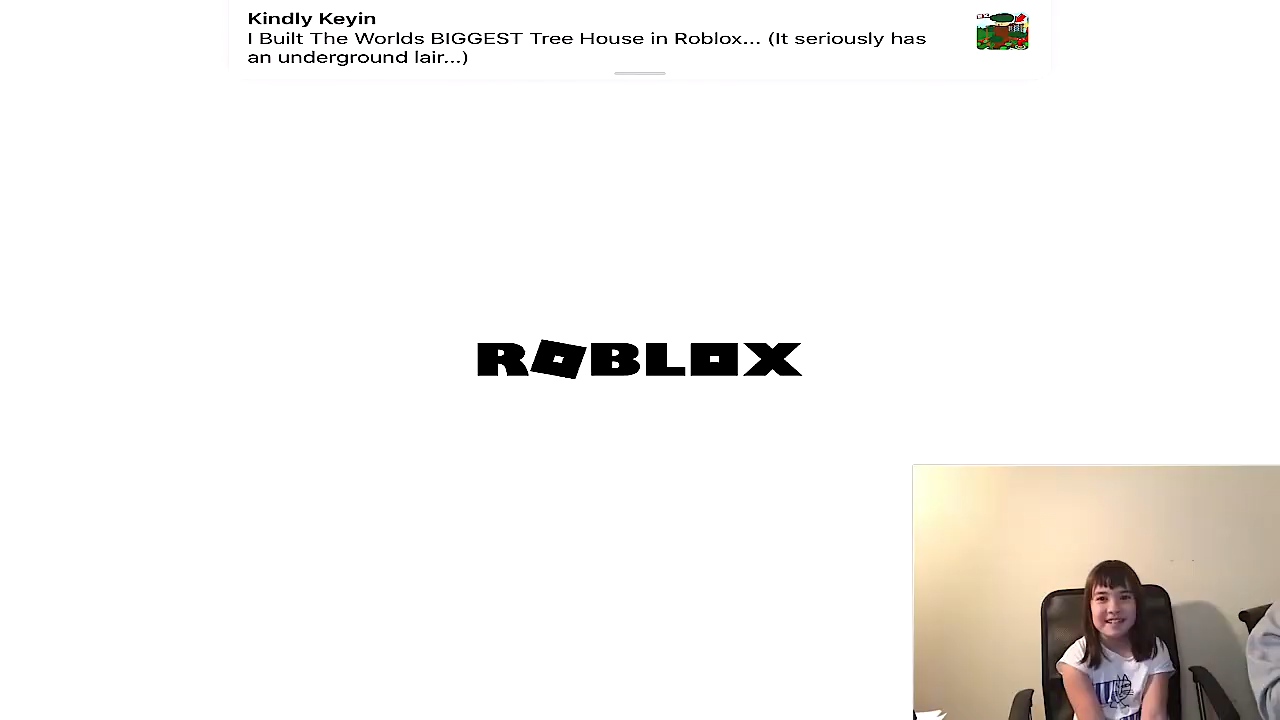 Kindly Keyin
I Built The Worlds BIGGEST Tree House in Roblox... (It seriously has
an underground lair...)
ROBLOX